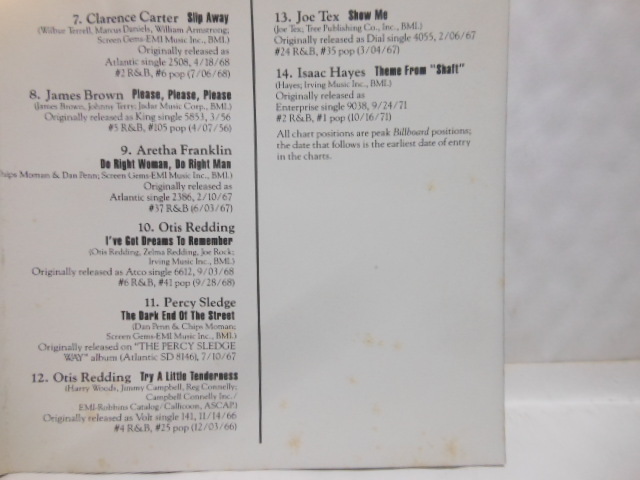 7. Clarence Carter Slip Away
(Wilbur Terrell, Marcus Daniels, William Armstrong;
Screen Gems-EMI Music Inc., BMI.)
Originally released as
Atlantic single 2508, 4/18/68
#2 R&B, #6 pop (7/06/68)
8. James Brown Please, Please, Please
(James Brown, Johnny Terry; Jadar Music Corp., BMI.)
Originally released as King single 5853, 3/56
#5 R&B, #105 pop (4/07/56)
9. Aretha Franklin
Do Right Woman, Do Right Man
Chips Moman & Dan Penn; Screen Gems-EMI Music Inc., BMI.)
Originally released as
Atlantic single 2386, 2/10/67
#37 R&B (6/03/67)
10. Otis Redding
I've Got Dreams To Remember
(Otis Redding, Zelma Redding, Joe Rock;
Irving Music Inc., BMI.)
Originally released as Atco single 6612, 9/03/68
#6 R&B, #41 pop (9/28/68)
11. Percy Sledge
The Dark End Of The Street
(Dan Penn & Chips Moman;
Screen Gems-EMI Music Inc., BMI.)
Originally released on "THE PERCY SLEDGE
WAY" album (Atlantic SD 8146), 7/10/67
12. Otis Redding Try A Little Tenderness
(Harry Woods, Jimmy Campbell, Reg Connelly;
Campbell Connelly Inc./
EMI-Robbins Catalog/Callicoon, ASCAP.)
Originally released as Volt single 141, 11/14/66
#4 R&B, #25 pop (12/03/66)
13. Joe Tex Show Me
(Joe Tex; Tree Publishing Co., Inc., BMI.)
Originally released as Dial single 4055, 2/06/67
#24 R&B, #35 pop (3/04/67)
14. Isaac Hayes Theme From "Shaft"
(Hayes; Irving Music Inc., BMI.)
Originally released as
Enterprise single 9038, 9/24/71
#2 R&B, #1 pop (10/16/71)
All chart positions are peak Billboard positions;
the date that follows is the earliest date of entry
in the charts.